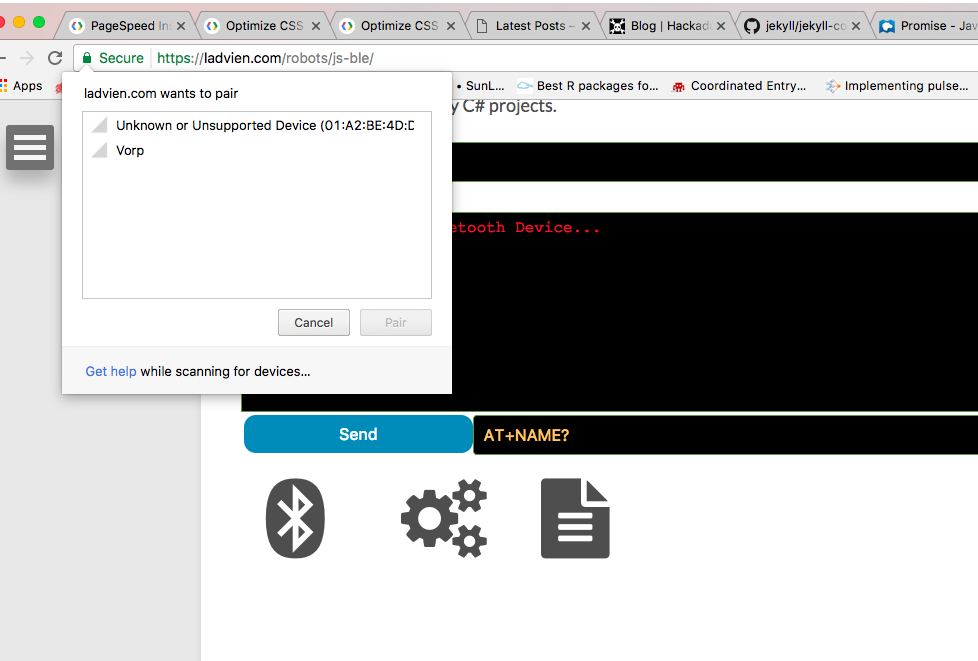 PageSpeed Ins
Optimize CSS
Optimize CSS
Latest Posts –
Blog | Hackada
jekyll/jekyll-co
Promise - Jav
Secure
https://ladvien.com/robots/js-ble/
Apps
• SunL...
Best R packages fo...
Coordinated Entry...
Implementing pulse...
ladvien.com wants to pair
Unknown or Unsupported Device (01:A2:BE:4D:D
Vorp
Cancel
Pair
Get help while scanning for devices...
y C# projects.
etooth Device...
Send
AT+NAME?